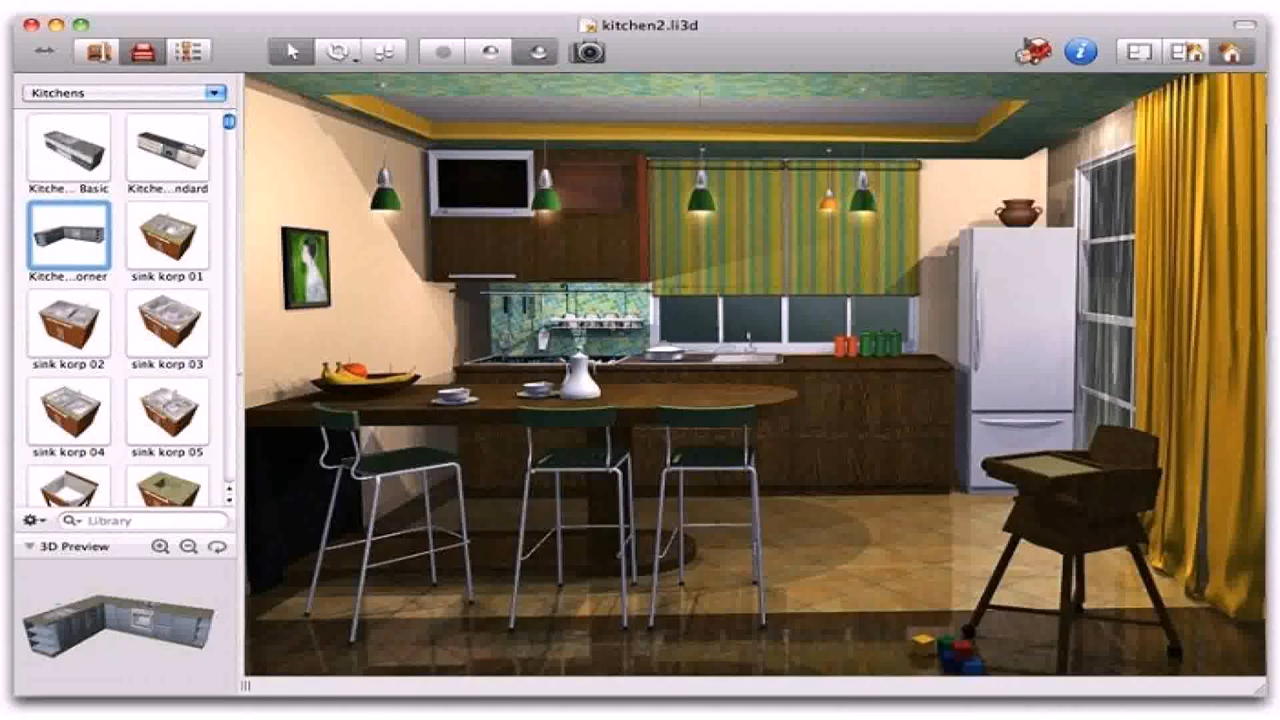 kitchen2.li3d
Kitchens
Kitche... Basic
Kitche...ndard
Kitche...orner
sink korp 01
sink korp 02
sink korp 03
sink korp 04
sink korp 05
Library
3D Preview